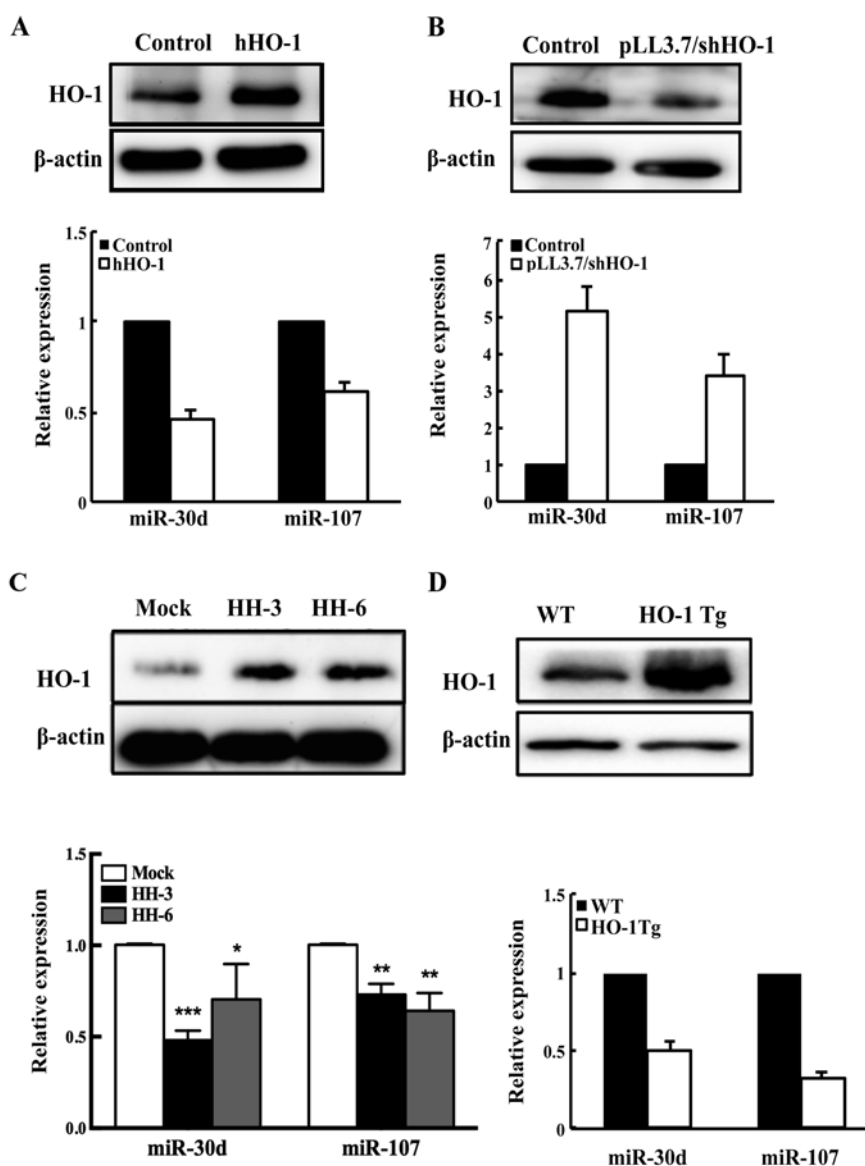 A
Control hHO-1
HO-1
β-actin
1.5
Control
hHO-1
1
0.5
0
Relative expression
miR-30d miR-107
B
Control pLL3.7/shHO-1
HO-1
β-actin
7
Control
6
pLL3.7/shHO-1
5
4
3
2
1
0
Relative expression
miR-30d miR-107
C
Mock HH-3 HH-6
HO-1
β-actin
1.5
Mock
HH-3
HH-6
1.0
0.5
0.0
Relative expression
*** * ** **
miR-30d miR-107
D
WT HO-1 Tg
HO-1
β-actin
1.5
WT
HO-1Tg
1
0.5
0
Relative expression
miR-30d miR-107